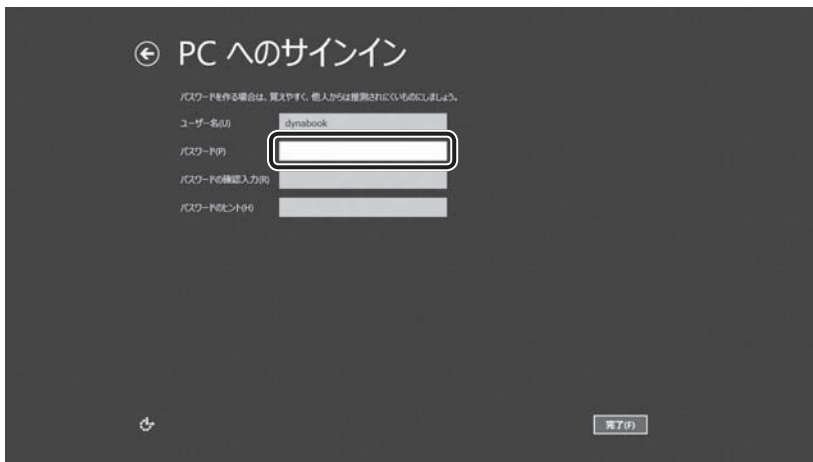 PC へのサインイン
パスワードを作る場合は、覚えやすく、他人からは推測されにくいものにしましょう。
ユーザー名(U)
dynabook
パスワード(P)
パスワードの確認入力(R)
パスワードのヒント(H)
完了(F)